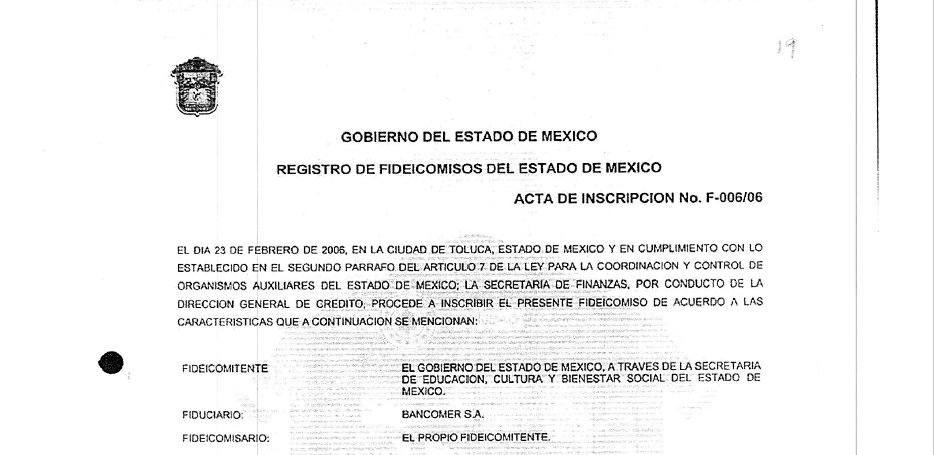 19
GOBIERNO DEL ESTADO DE MEXICO
REGISTRO DE FIDEICOMISOS DEL ESTADO DE MEXICO
ACTA DE INSCRIPCION No. F-006/06
EL DIA 23 DE FEBRERO DE 2006, EN LA CIUDAD DE TOLUCA, ESTADO DE MEXICO Y EN CUMPLIMIENTO CON LO
ESTABLECIDO EN EL SEGUNDO PARRAFO DEL ARTICULO 7 DE LA LEY PARA LA COORDINACION Y CONTROL DE
ORGANISMOS AUXILIARES DEL ESTADO DE MEXICO; LA SECRETARIA DE FINANZAS, POR CONDUCTO DE LA
DIRECCION GENERAL DE CREDITO, PROCEDE A INSCRIBIR EL PRESENTE FIDEICOMISO DE ACUERDO A LAS
CARACTERISTICAS QUE A CONTINUACION SE MENCIONAN:
FIDEICOMITENTE EL GOBIERNO DEL ESTADO DE MEXICO, A TRAVES DE LA SECRETARIA
DE EDUCACION, CULTURA Y BIENESTAR SOCIAL DEL ESTADO DE
MEXICO.
FIDUCIARIO: BANCOMER S.A.
FIDEICOMISARIO: EL PROPIO FIDEICOMITENTE.